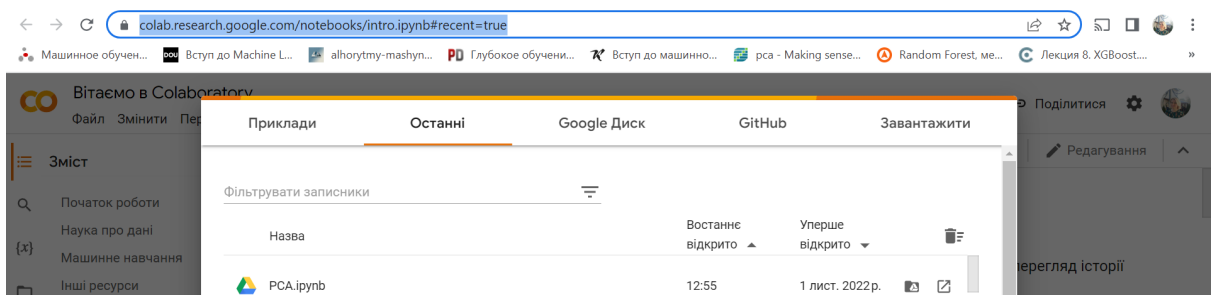 colab.research.google.com/notebooks/intro.ipynb#recent=true
Машинное обучен... DOU Вступ до Machine L... alhorytmy-mashyn... PD Глубокое обучени... Вступ до машинно... pca - Making sense... Random Forest, ме... Лекция 8. XGBoost.... »
Вітаємо в Colaboratory
Файл Змінити Пер
Поділитися
Приклади Останні Google Диск GitHub Завантажити
Зміст
Редагування
Фільтрувати записники
Початок роботи
Наука про дані
Машинне навчання
Інші ресурси
{x}
Назва
Востаннє відкрито
Уперше відкрито
перегляд історії
PCA.ipynb 12:55 1 лист. 2022 р.